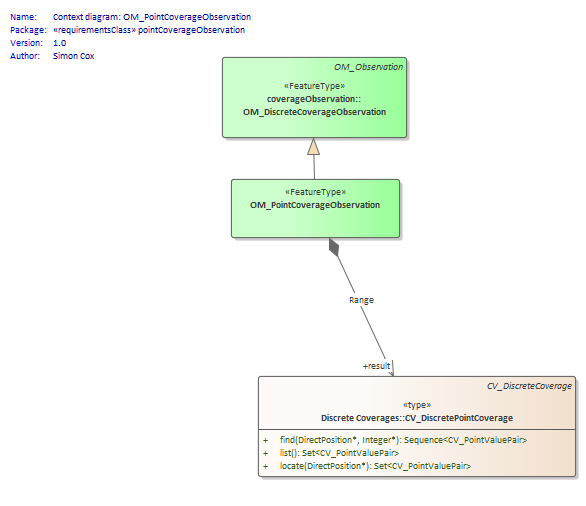 Name: Context diagram: OM_PointCoverageObservation
Package: «requirementsClass» pointCoverageObservation
Version: 1.0
Author: Simon Cox
OM_Observation
«FeatureType»
coverageObservation::
OM_DiscreteCoverageObservation
«FeatureType»
OM_PointCoverageObservation
Range
+result
CV_DiscreteCoverage
«type»
Discrete Coverages::CV_DiscretePointCoverage
+ find(DirectPosition*, Integer*): Sequence<CV_PointValuePair>
+ list(): Set<CV_PointValuePair>
+ locate(DirectPosition*): Set<CV_PointValuePair>